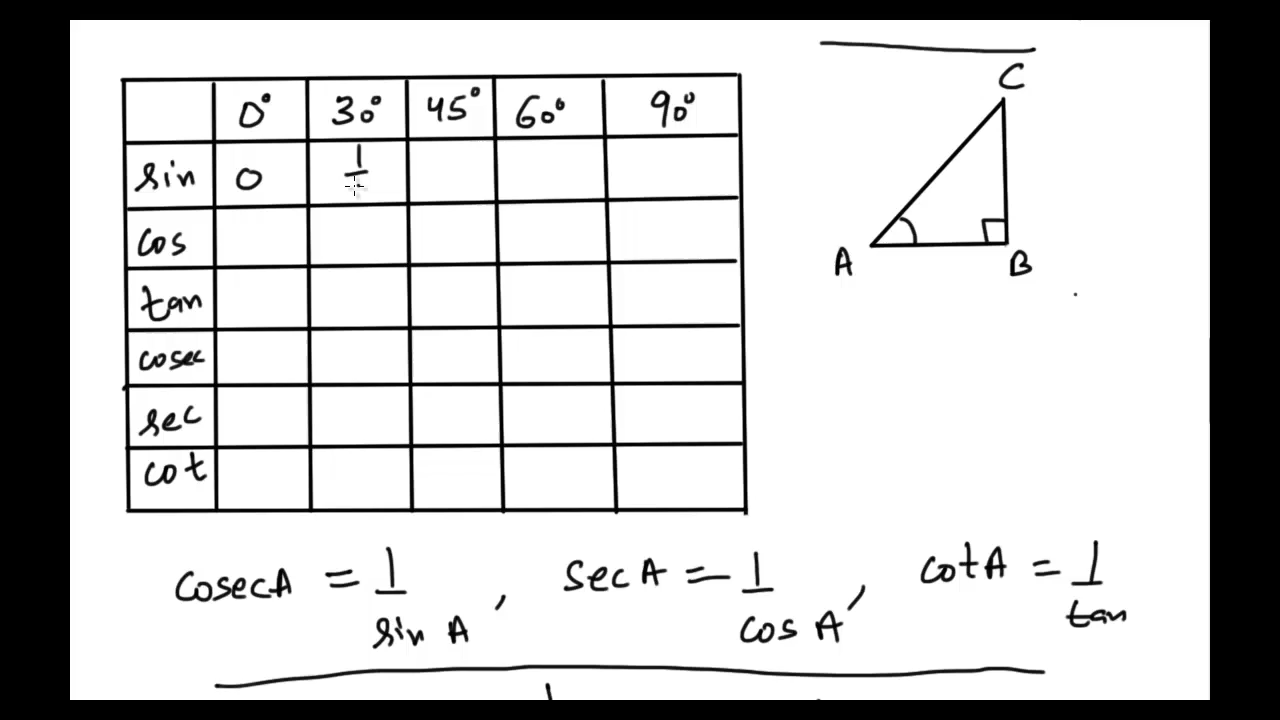 C
0° 30° 45° 60° 90°
sin 0 1
cos
A B
tan
cosec
sec
cot
cosecA = 1/sin A , secA = 1/cos A , cotA = 1/tan